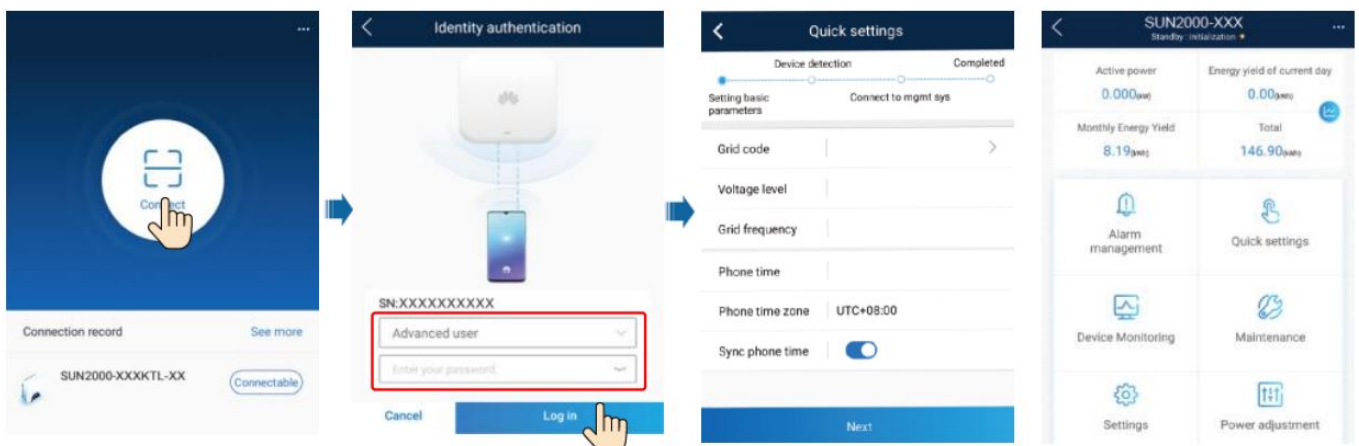 ...
Connect
Connection record
See more
SUN2000-XXXKTL-XX
Connectable
Identity authentication
SN:XXXXXXXXXX
Advanced user
Enter your password.
Cancel
Log in
Quick settings
Device detection
Completed
Setting basic
parameters
Connect to mgmt sys
Grid code
Voltage level
Grid frequency
Phone time
Phone time zone
UTC+08:00
Sync phone time
Next
SUN2000-XXX
...
Standby : initialization
Active power
Energy yield of current day
0.000(kW)
0.00(kWh)
Monthly Energy Yield
Total
8.19(kWh)
146.90(kWh)
Alarm
management
Quick settings
Device Monitoring
Maintenance
Settings
Power adjustment